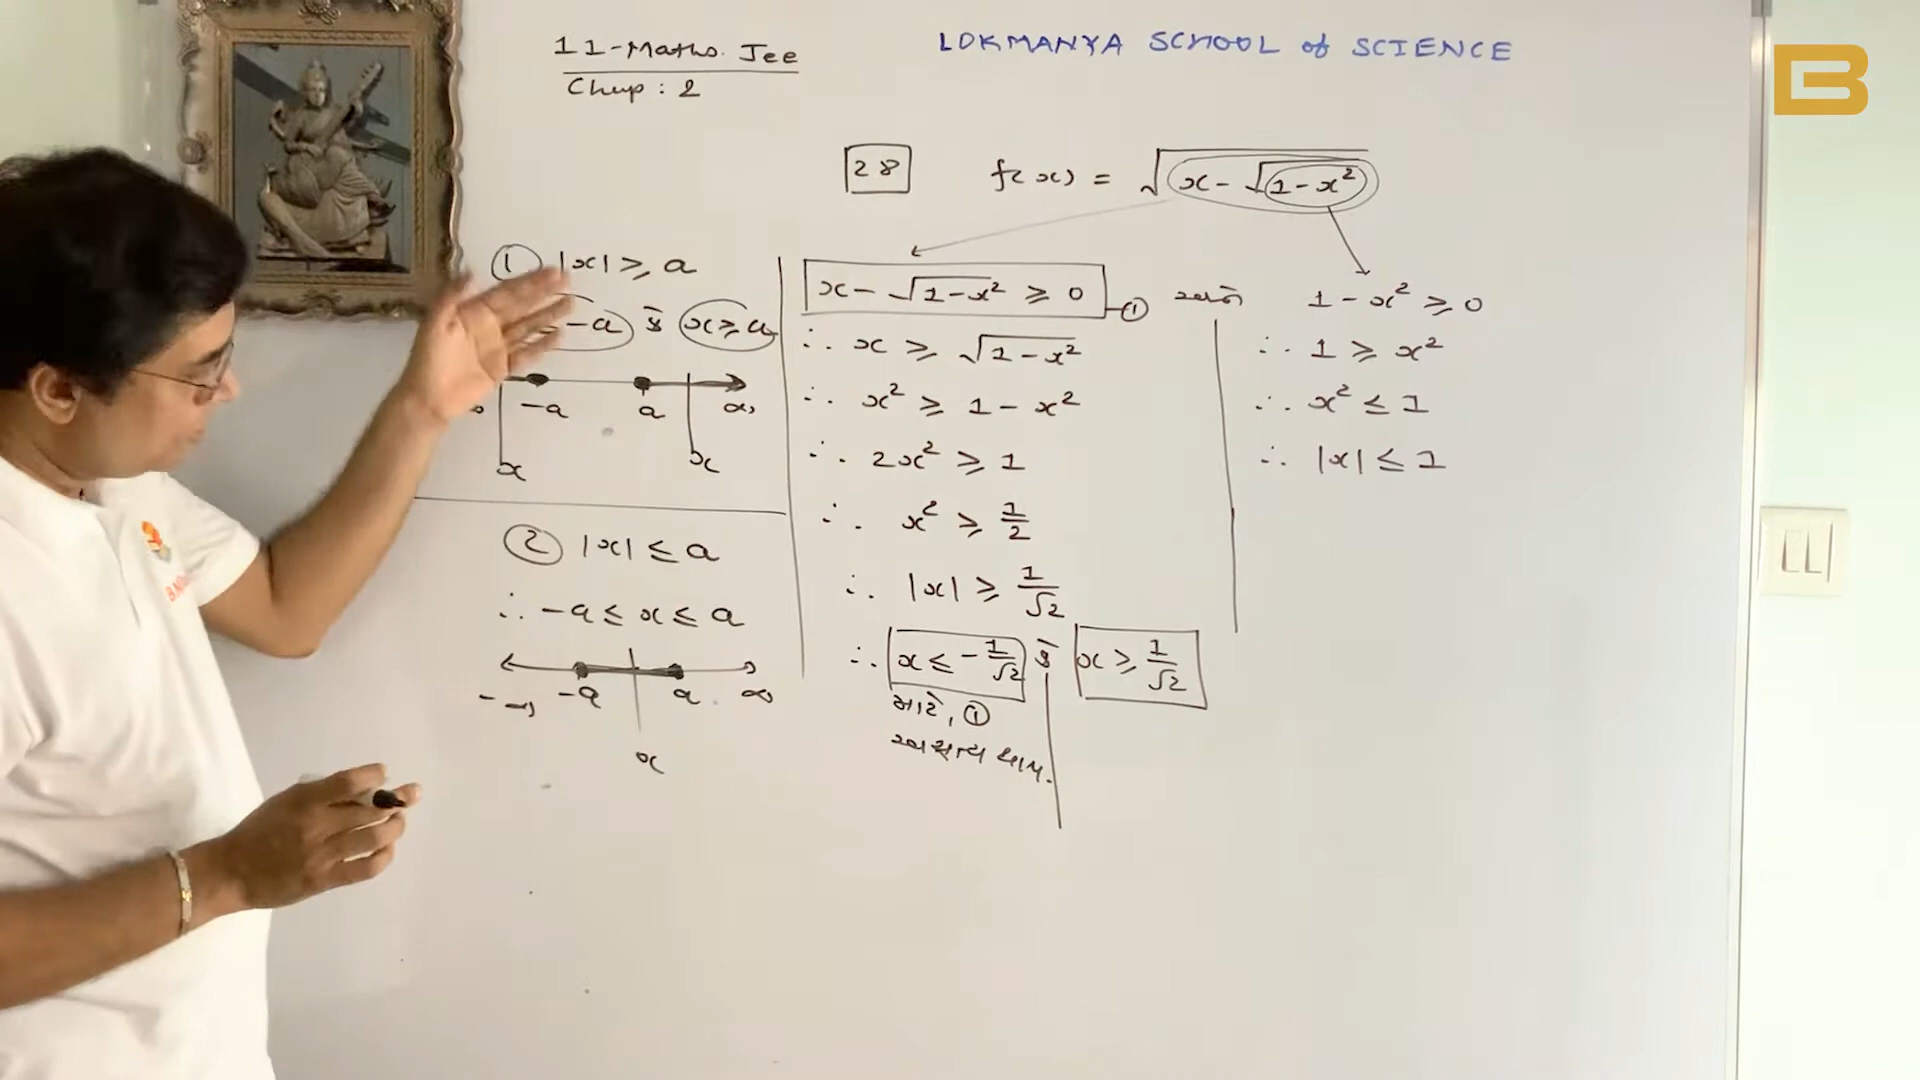 11-Maths. Jee
Chap : 2
LOKMANYA SCHOOL of SCIENCE
B
28 f(x) = √(x - √(1 - x²))
① |x| ≥ a
-a કે x ≥ a
-a a ∞
x x
② |x| ≤ a
∴ -a ≤ x ≤ a
-∞ -a a ∞
x
x - √(1-x²) ≥ 0 — ① અને
∴ x ≥ √(1-x²)
∴ x² ≥ 1 - x²
∴ 2x² ≥ 1
∴ x² ≥ 1/2
∴ |x| ≥ 1/√2
∴ x ≤ -1/√2 કે x ≥ 1/√2
માટે, ①
અસત્ય થાય.
1 - x² ≥ 0
∴ 1 ≥ x²
∴ x² ≤ 1
∴ |x| ≤ 1